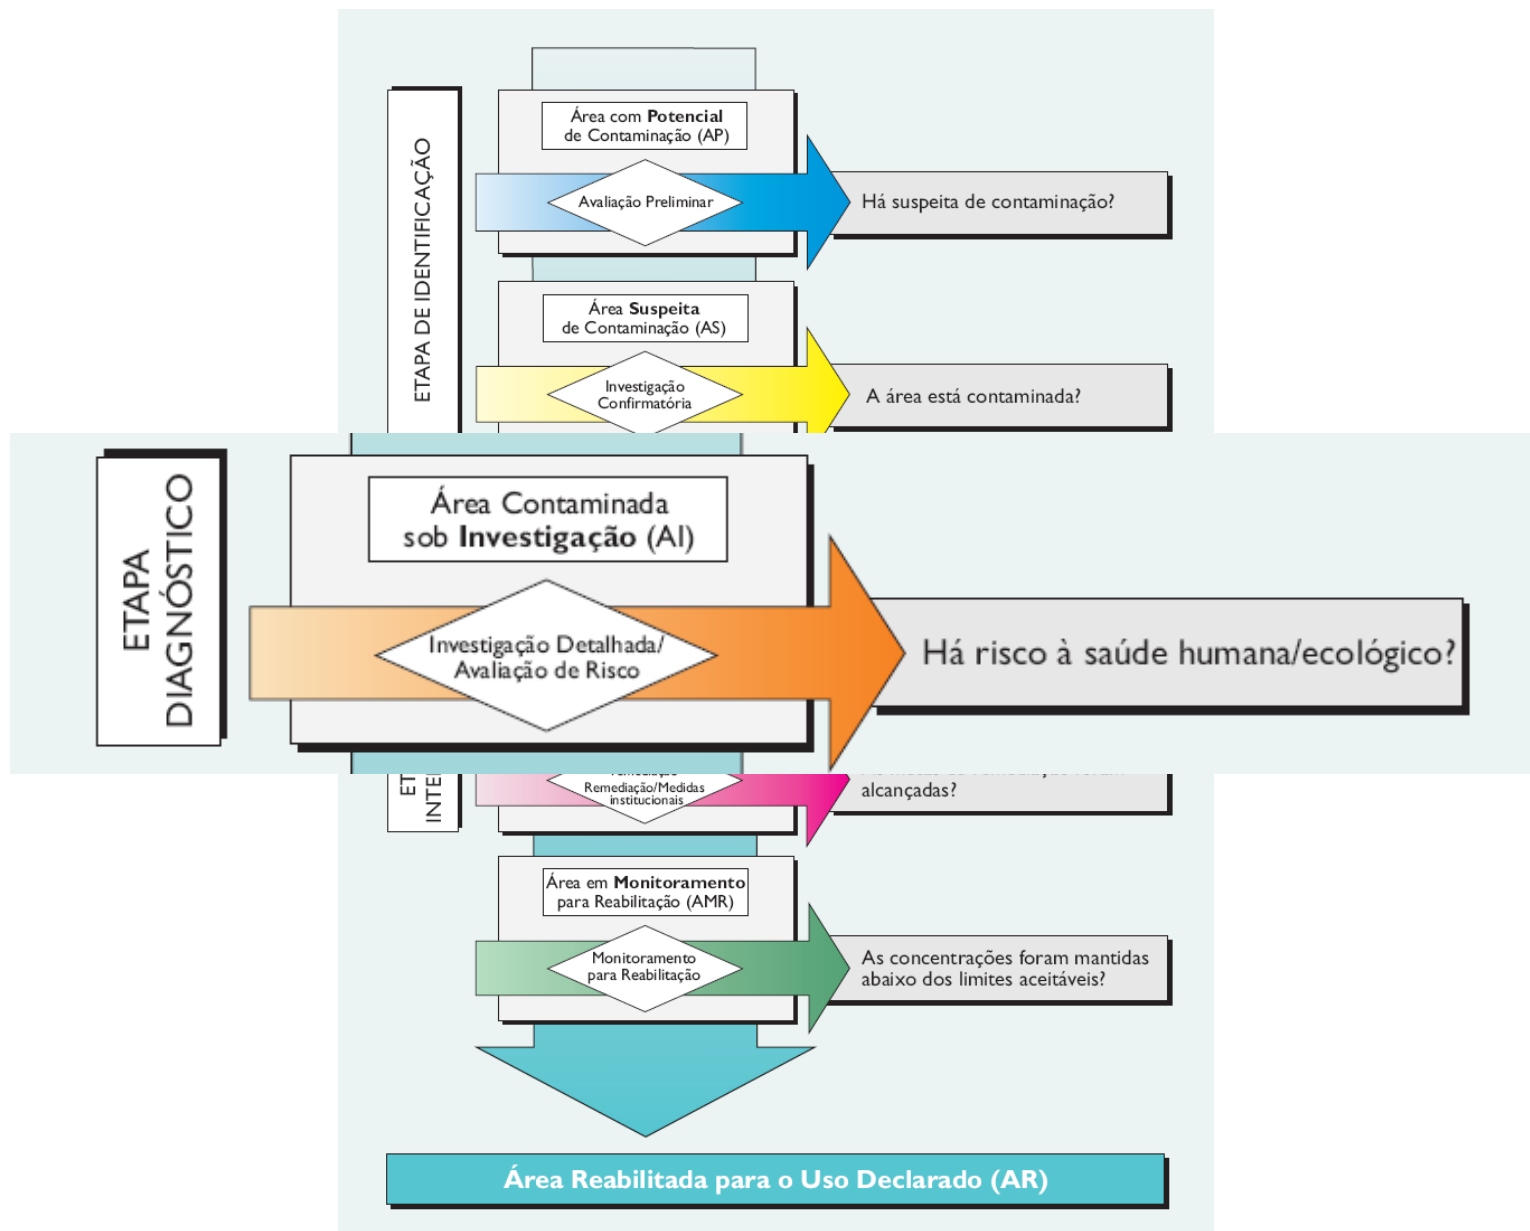 ETAPA DE IDENTIFICAÇÃO
Área com Potencial
de Contaminação (AP)
Avaliação Preliminar
Há suspeita de contaminação?
Área Suspeita
de Contaminação (AS)
Investigação
Confirmatória
A área está contaminada?
ETAPA
DIAGNÓSTICO
Área Contaminada
sob Investigação (AI)
Investigação Detalhada/
Avaliação de Risco
Há risco à saúde humana/ecológico?
Remediação/Medidas
institucionais
alcançadas?
Área em Monitoramento
para Reabilitação (AMR)
Monitoramento
para Reabilitação
As concentrações foram mantidas
abaixo dos limites aceitáveis?
Área Reabilitada para o Uso Declarado (AR)